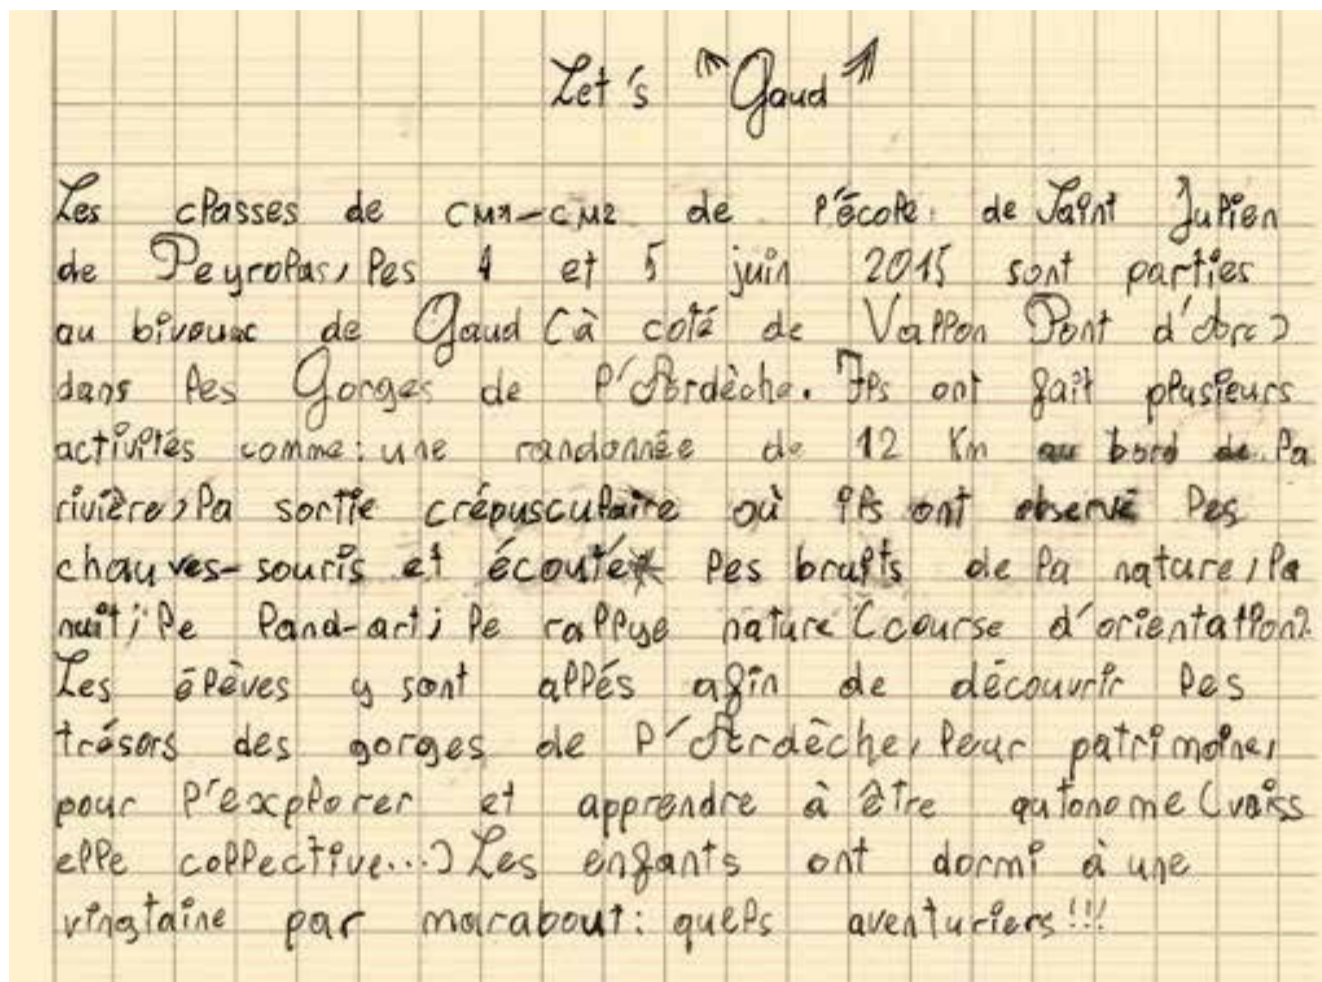 Let's "Gaud"
Les classes de CM1-CM2 de l'école de Saint Julien
de Peyrolas, les 4 et 5 juin 2015 sont parties
au bivouac de Gaud (à coté de Vallon Pont d'Arc)
dans les Gorges de l'Ardèche. Ils ont fait plusieurs
activités comme : une randonnée de 12 Km au bord de la
rivière, la sortie crépusculaire où ils ont observé les
chauves-souris et écouté les bruits de la nature, la
nuit ; le land-art ; le rallye nature (course d'orientation).
Les élèves y sont allés afin de découvrir les
trésors des gorges de l'Ardèche, leur patrimoine,
pour l'explorer et apprendre à être autonome (vaiss
elle collective...) Les enfants ont dormi à une
vingtaine par marabout : quels aventuriers !!!